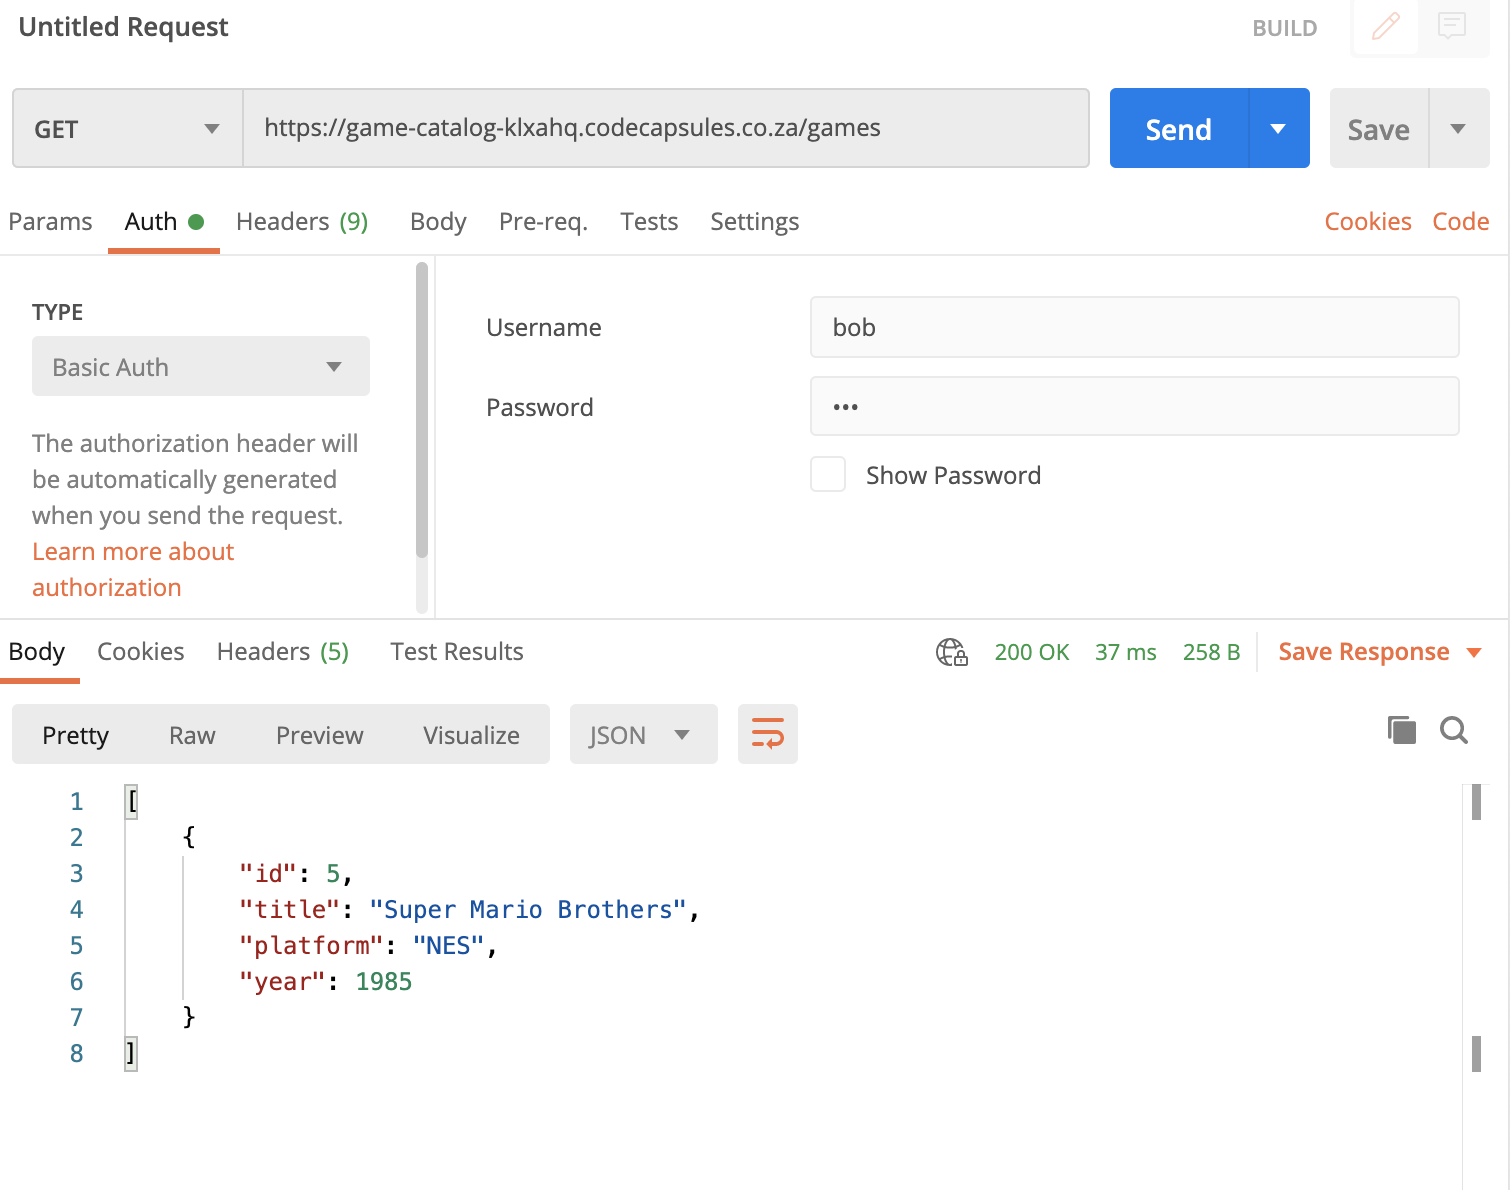 Untitled Request
BUILD
GET
https://game-catalog-klxahq.codecapsules.co.za/games
Send
Save
Params
Auth
Headers (9)
Body
Pre-req.
Tests
Settings
Cookies
Code
TYPE
Basic Auth
The authorization header will
be automatically generated
when you send the request.
Learn more about
authorization
Username
bob
Password
•••
Show Password
Body
Cookies
Headers (5)
Test Results
200 OK
37 ms
258 B
Save Response
Pretty
Raw
Preview
Visualize
JSON
1 [
2 {
3 "id": 5,
4 "title": "Super Mario Brothers",
5 "platform": "NES",
6 "year": 1985
7 }
8 ]